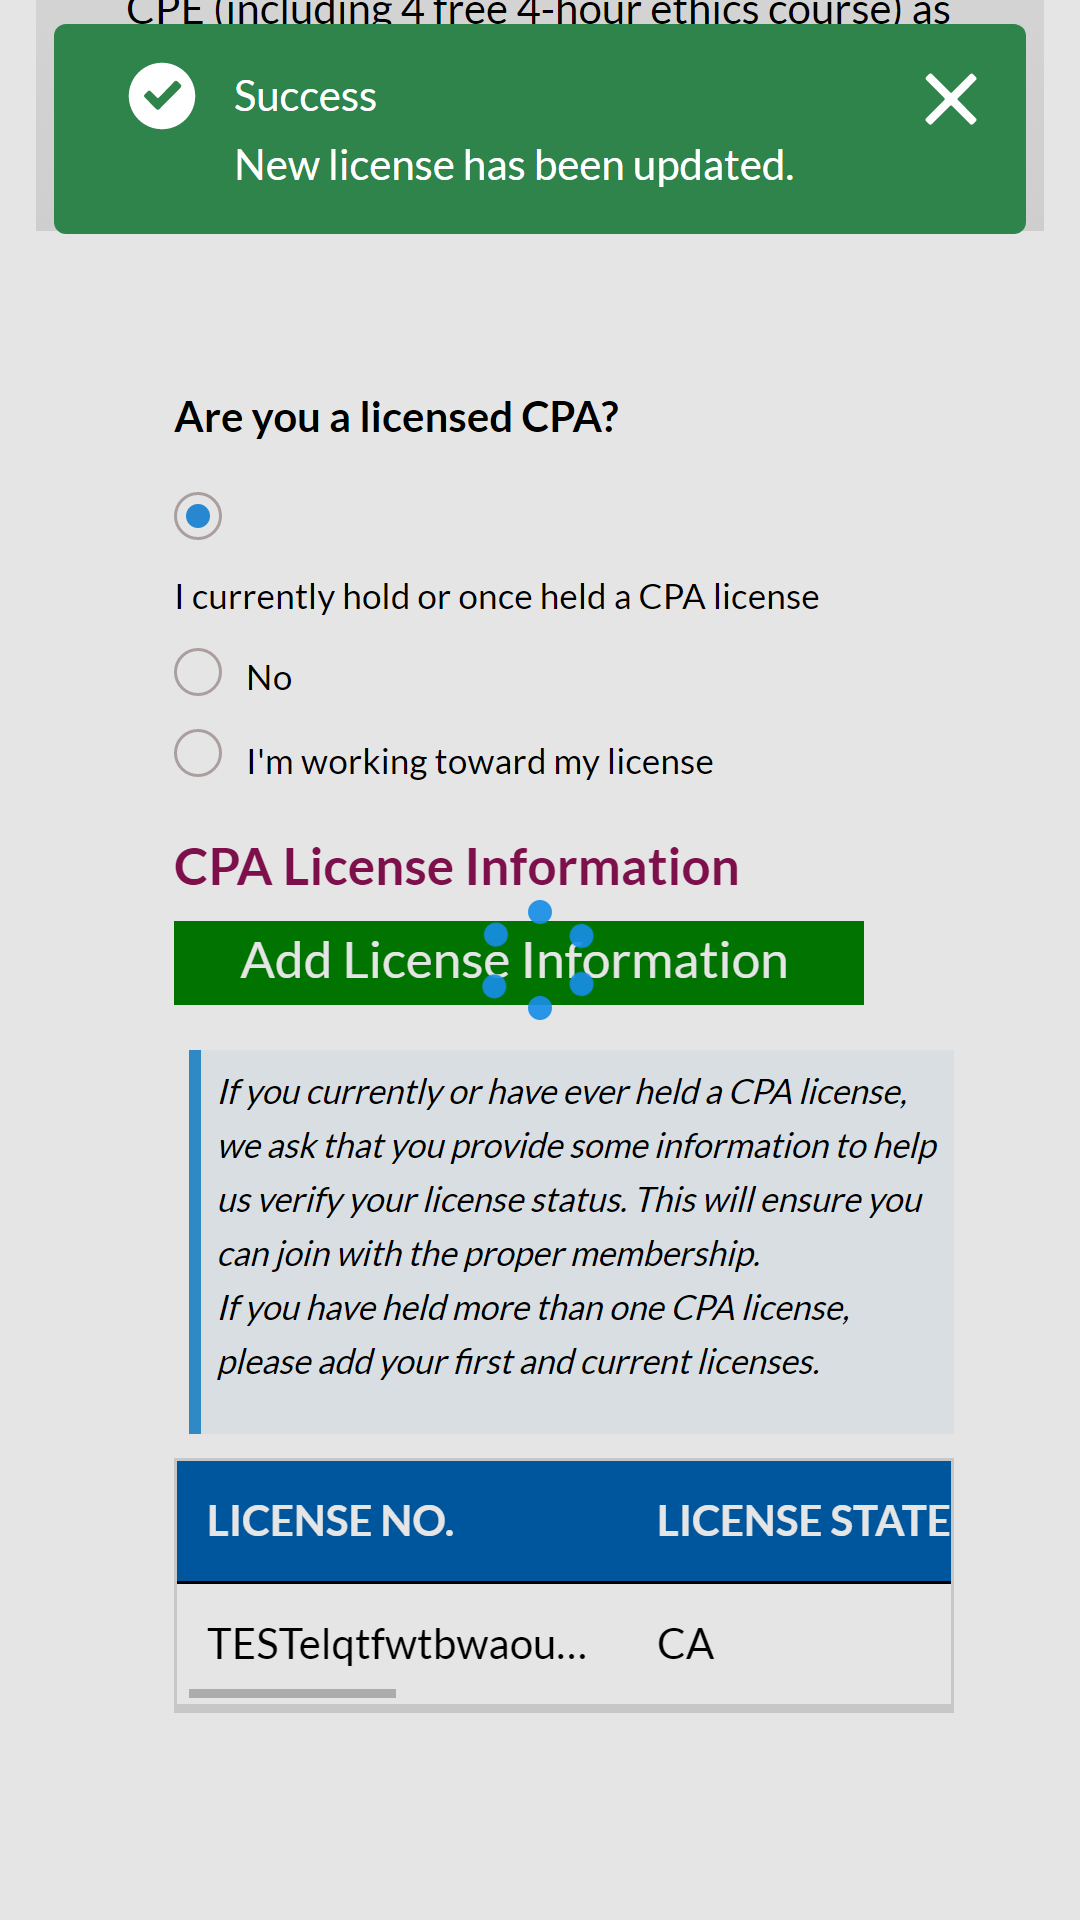 CPE (including 4 free 4-hour ethics course) as
Success
New license has been updated.
Are you a licensed CPA?
I currently hold or once held a CPA license
No
I'm working toward my license
CPA License Information
Add License Information
If you currently or have ever held a CPA license,
we ask that you provide some information to help
us verify your license status. This will ensure you
can join with the proper membership.
If you have held more than one CPA license,
please add your first and current licenses.
LICENSE NO. LICENSE STATE
TESTelqtfwtbwaou... CA